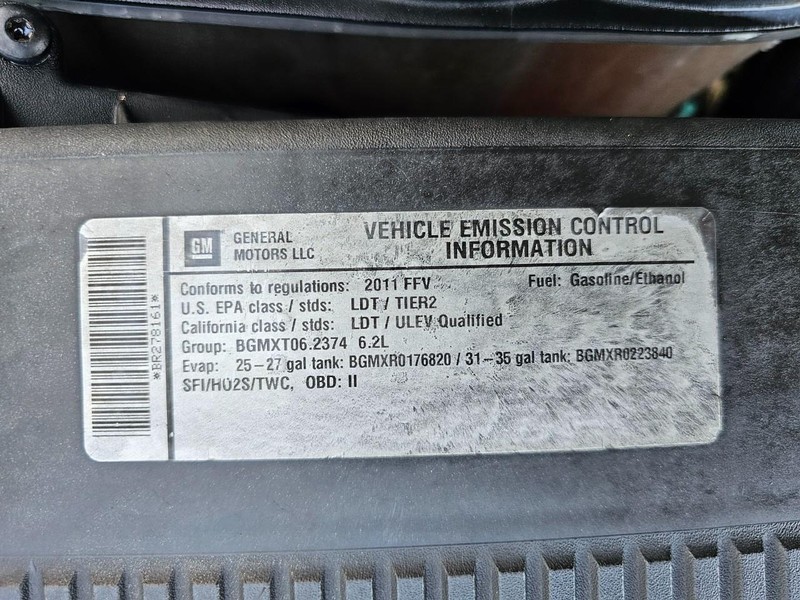 GM
GENERAL
MOTORS LLC
VEHICLE EMISSION CONTROL
INFORMATION
Conforms to regulations: 2011 FFV
Fuel: Gasoline/Ethanol
U.S. EPA class / stds: LDT / TIER2
California class / stds: LDT / ULEV Qualified
Group: BGMXT06.2374 6.2L
Evap: 25-27 gal tank: BGMXR0176820 / 31-35 gal tank: BGMXR0223840
SFI/HO2S/TWC, OBD: II
*BR278161*